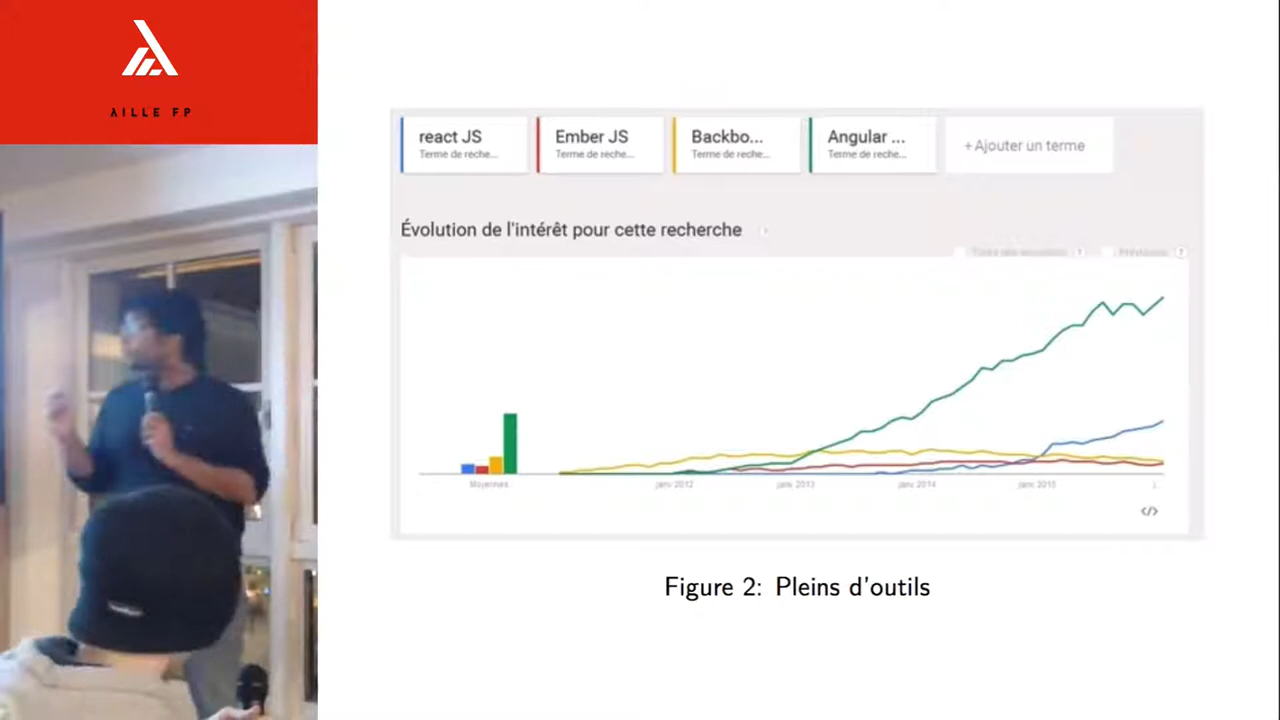 λILLE FP
react JS
Terme de reche...
Ember JS
Terme de reche...
Backbo...
Terme de reche...
Angular ...
Terme de reche...
+Ajouter un terme
Évolution de l'intérêt pour cette recherche
?
Prévisions
?
Moyennes
janv 2012
janv 2013
janv 2014
janv 2015
</>
Figure 2: Pleins d'outils